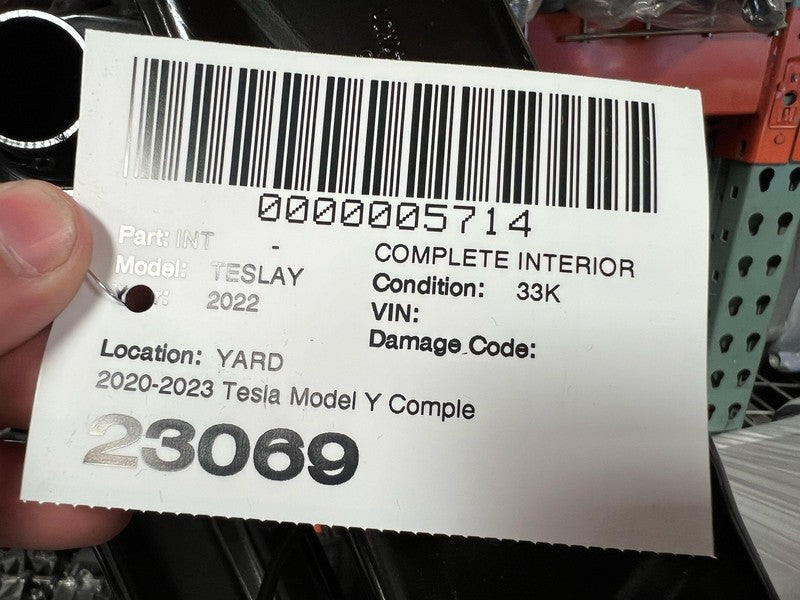 0000005714
Part: INT - COMPLETE INTERIOR
Model: TESLAY Condition: 33K
2022 VIN:
Damage Code:
Location: YARD
2020-2023 Tesla Model Y Comple
23069